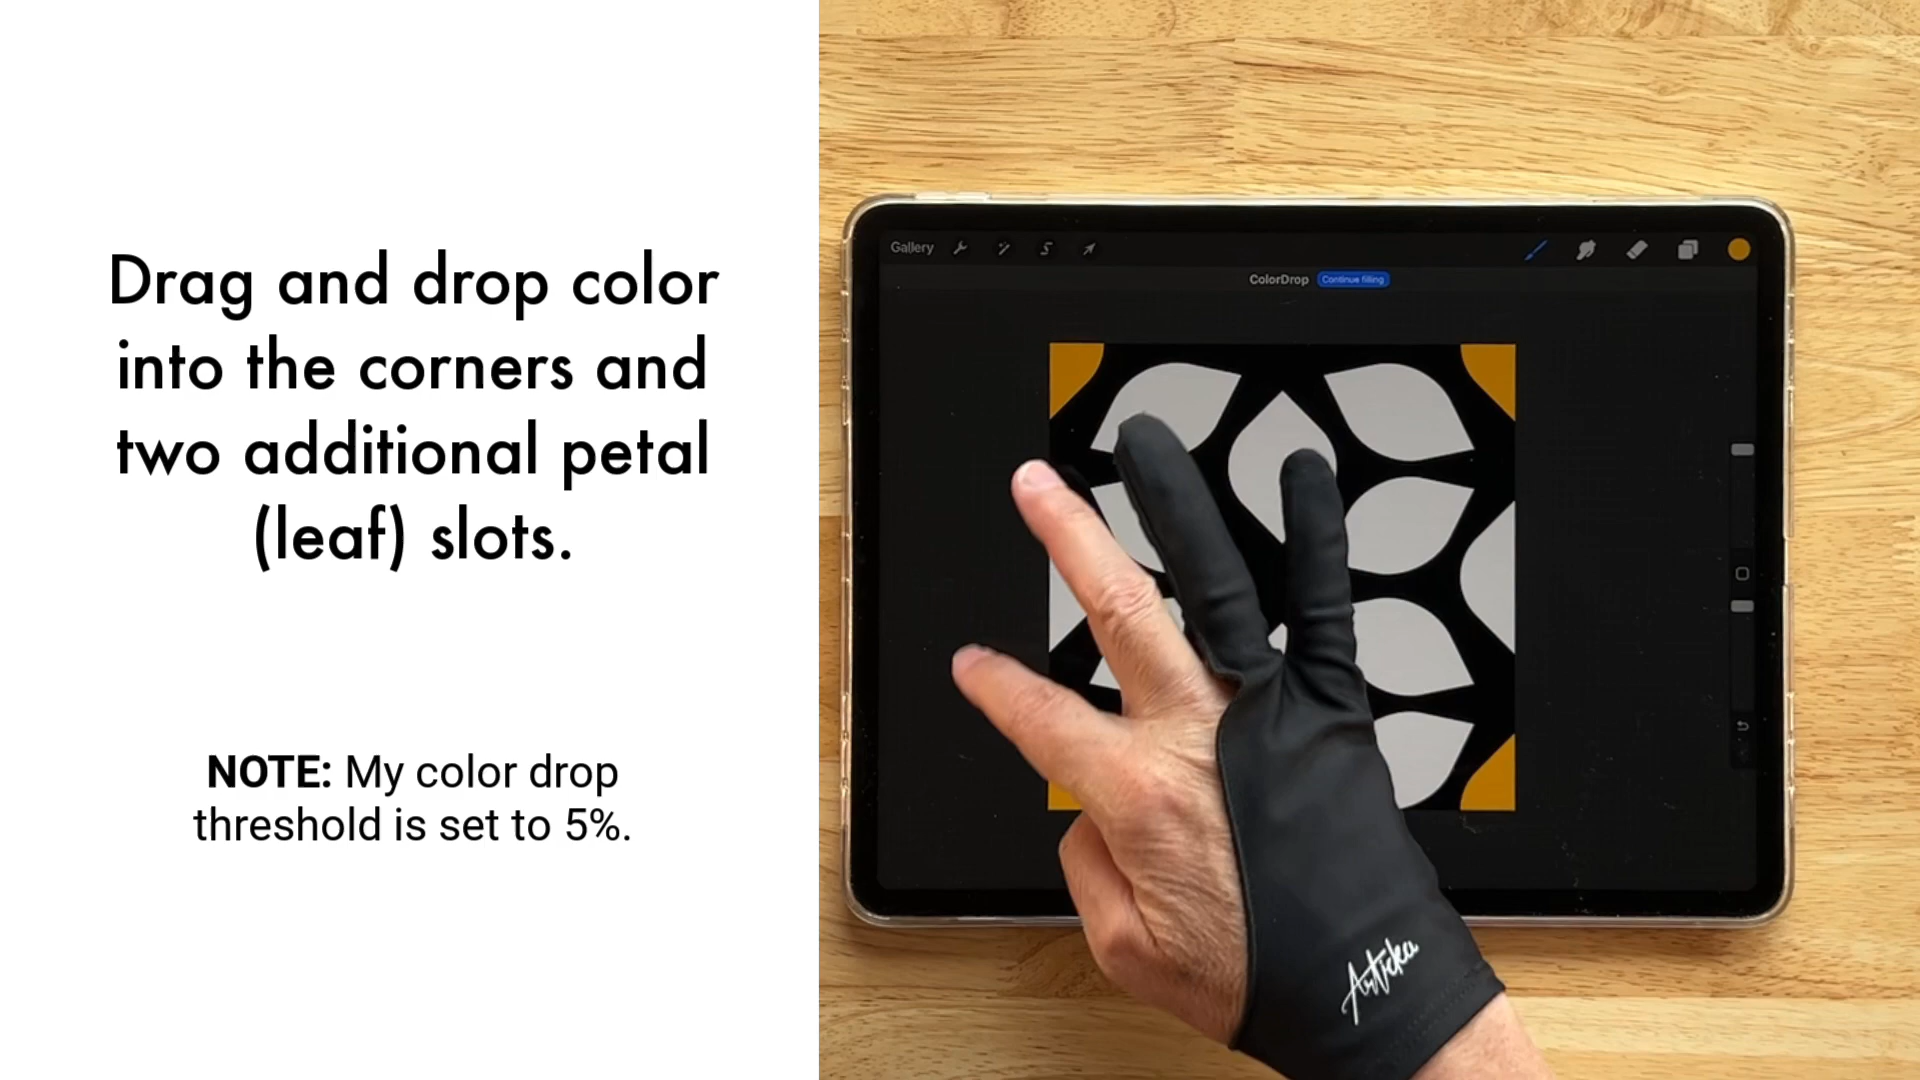 Drag and drop color
into the corners and
two additional petal
(leaf) slots.
NOTE: My color drop
threshold is set to 5%.
Gallery
ColorDrop Continue filling
Articka